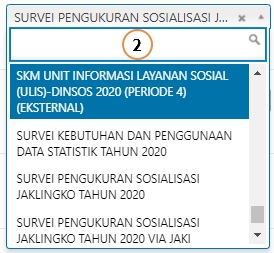 SURVEI PENGUKURAN SOSIALISASI J...
2
SKM UNIT INFORMASI LAYANAN SOSIAL
(ULIS)-DINSOS 2020 (PERIODE 4)
(EKSTERNAL)
SURVEI KEBUTUHAN DAN PENGGUNAAN
DATA STATISTIK TAHUN 2020
SURVEI PENGUKURAN SOSIALISASI
JAKLINGKO TAHUN 2020
SURVEI PENGUKURAN SOSIALISASI
JAKLINGKO TAHUN 2020 VIA JAKI